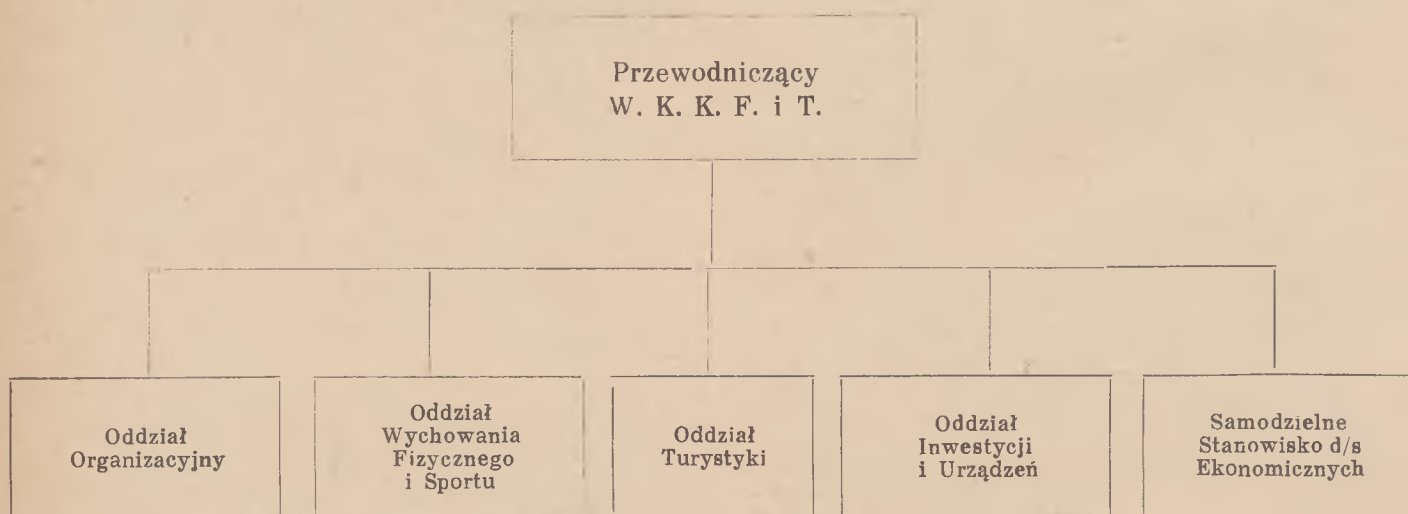 Przewodniczący
W. K. K. F. i T.
Oddział
Organizacyjny
Oddział
Wychowania
Fizycznego
i Sportu
Oddział
Turystyki
Oddział
Inwestycji
i Urządzeń
Samodzielne
Stanowisko d/s
Ekonomicznych